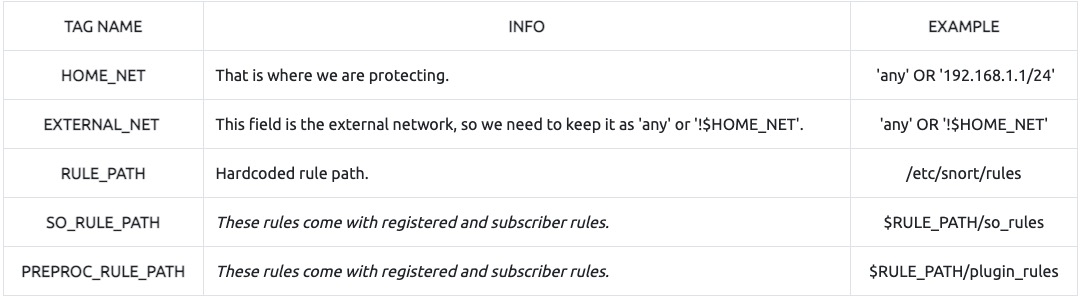 TAG NAME INFO EXAMPLE
HOME_NET That is where we are protecting. 'any' OR '192.168.1.1/24'
EXTERNAL_NET This field is the external network, so we need to keep it as 'any' or '!$HOME_NET'. 'any' OR '!$HOME_NET'
RULE_PATH Hardcoded rule path. /etc/snort/rules
SO_RULE_PATH These rules come with registered and subscriber rules. $RULE_PATH/so_rules
PREPROC_RULE_PATH These rules come with registered and subscriber rules. $RULE_PATH/plugin_rules